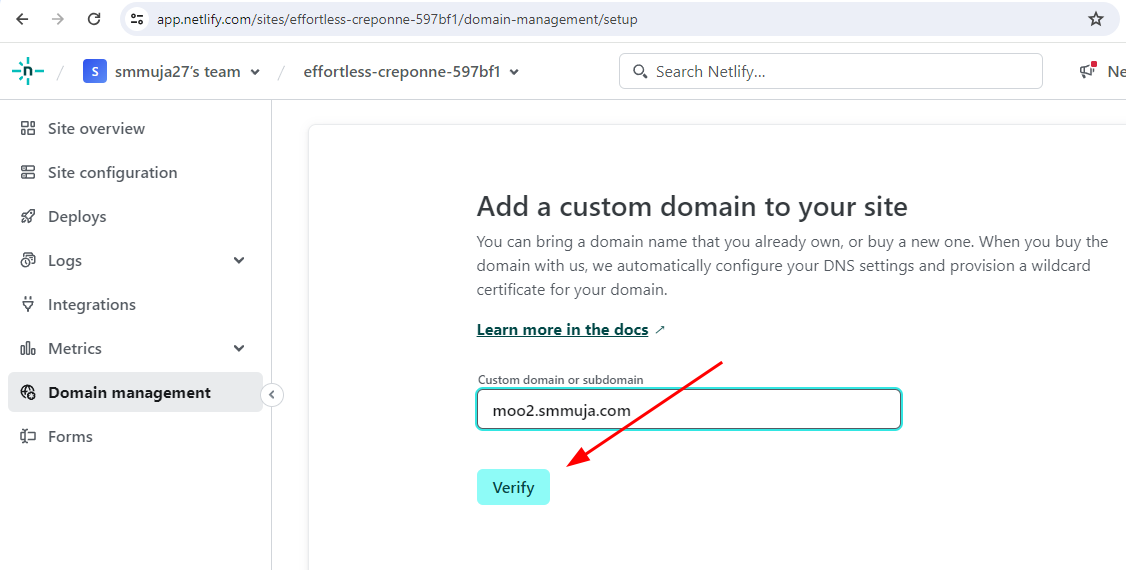 app.netlify.com/sites/effortless-creponne-597bf1/domain-management/setup
n / S smmuja27's team / effortless-creponne-597bf1
Search Netlify...
Ne
Site overview
Site configuration
Deploys
Logs
Integrations
Metrics
Domain management
Forms
Add a custom domain to your site
You can bring a domain name that you already own, or buy a new one. When you buy the
domain with us, we automatically configure your DNS settings and provision a wildcard
certificate for your domain.
Learn more in the docs ↗
Custom domain or subdomain
moo2.smmuja.com
Verify